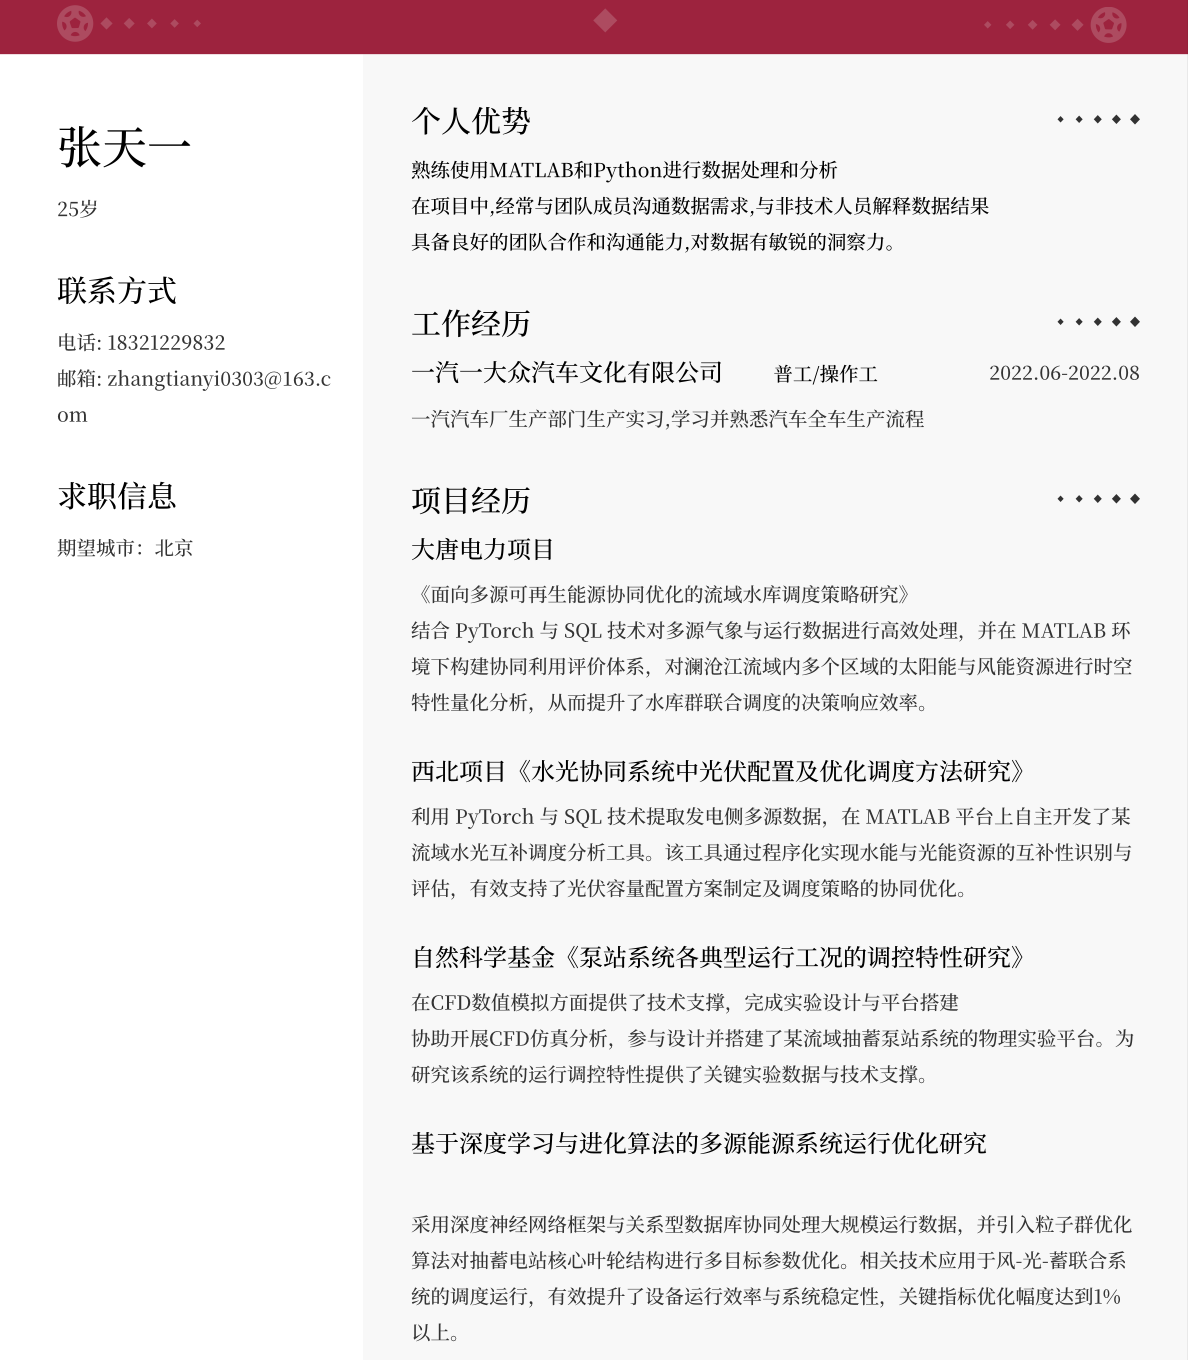 张天一
25岁
联系方式
电话: 18321229832
邮箱: zhangtianyi0303@163.c
om
求职信息
期望城市：北京
个人优势
熟练使用MATLAB和Python进行数据处理和分析
在项目中,经常与团队成员沟通数据需求,与非技术人员解释数据结果
具备良好的团队合作和沟通能力,对数据有敏锐的洞察力。
工作经历
一汽一大众汽车文化有限公司 普工/操作工 2022.06-2022.08
一汽汽车厂生产部门生产实习,学习并熟悉汽车全车生产流程
项目经历
大唐电力项目
《面向多源可再生能源协同优化的流域水库调度策略研究》
结合 PyTorch 与 SQL 技术对多源气象与运行数据进行高效处理，并在 MATLAB 环
境下构建协同利用评价体系，对澜沧江流域内多个区域的太阳能与风能资源进行时空
特性量化分析，从而提升了水库群联合调度的决策响应效率。
西北项目《水光协同系统中光伏配置及优化调度方法研究》
利用 PyTorch 与 SQL 技术提取发电侧多源数据，在 MATLAB 平台上自主开发了某
流域水光互补调度分析工具。该工具通过程序化实现水能与光能资源的互补性识别与
评估，有效支持了光伏容量配置方案制定及调度策略的协同优化。
自然科学基金《泵站系统各典型运行工况的调控特性研究》
在CFD数值模拟方面提供了技术支撑，完成实验设计与平台搭建
协助开展CFD仿真分析，参与设计并搭建了某流域抽蓄泵站系统的物理实验平台。为
研究该系统的运行调控特性提供了关键实验数据与技术支撑。
基于深度学习与进化算法的多源能源系统运行优化研究
采用深度神经网络框架与关系型数据库协同处理大规模运行数据，并引入粒子群优化
算法对抽蓄电站核心叶轮结构进行多目标参数优化。相关技术应用于风-光-蓄联合系
统的调度运行，有效提升了设备运行效率与系统稳定性，关键指标优化幅度达到1%
以上。